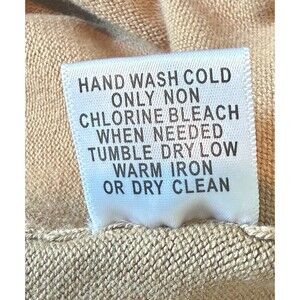 HAND WASH COLD
ONLY NON
CHLORINE BLEACH
WHEN NEEDED
TUMBLE DRY LOW
WARM IRON
OR DRY CLEAN